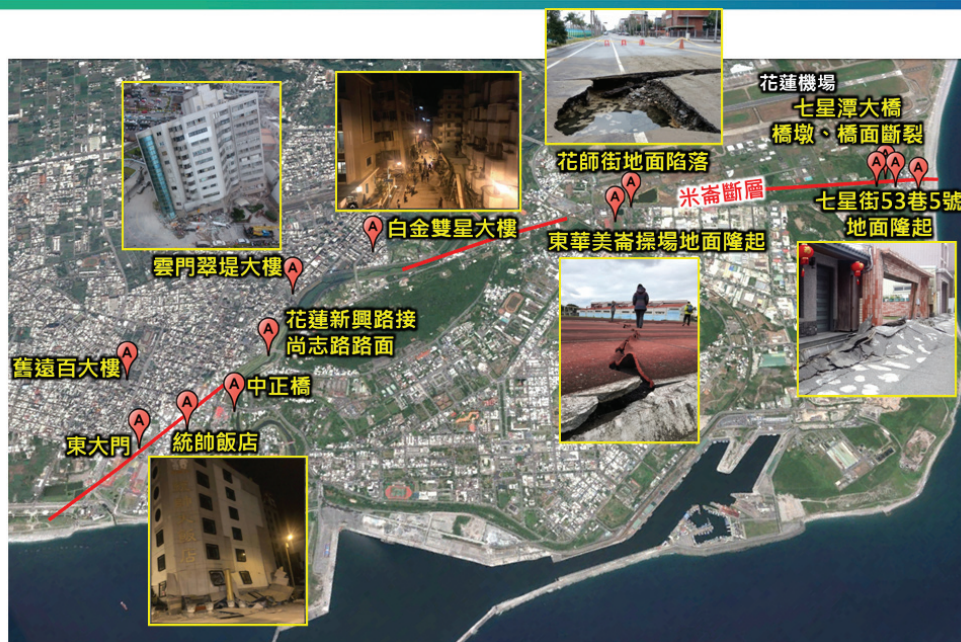 花蓮機場
七星潭大橋
橋墩、橋面斷裂
花師街地面陷落
米崙斷層
七星街53巷5號
地面隆起
白金雙星大樓
東華美崙操場地面隆起
雲門翠堤大樓
花蓮新興路接
尚志路路面
舊遠百大樓
中正橋
東大門
統帥飯店
A
A
A
A
A
A
A
A
A
A
A
A
A